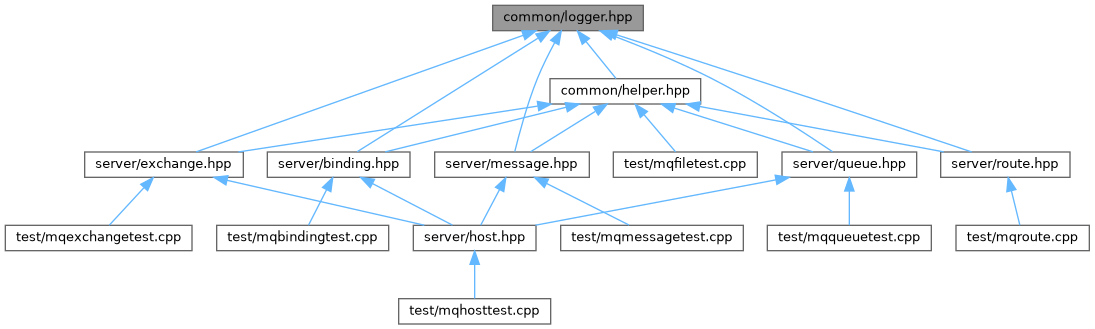 common/logger.hpp
common/helper.hpp
server/exchange.hpp
server/binding.hpp
server/message.hpp
test/mqfiletest.cpp
server/queue.hpp
server/route.hpp
test/mqexchangetest.cpp
test/mqbindingtest.cpp
server/host.hpp
test/mqmessagetest.cpp
test/mqqueuetest.cpp
test/mqroute.cpp
test/mqhosttest.cpp